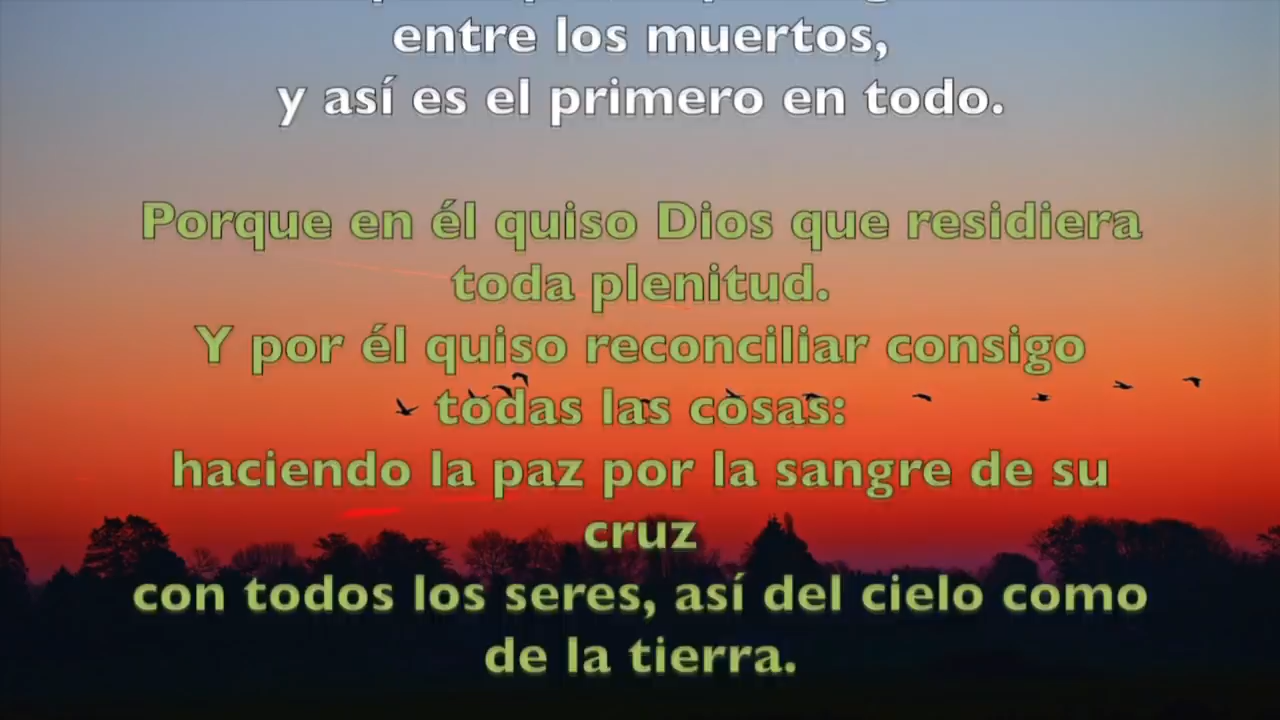 entre los muertos,
y así es el primero en todo.
Porque en él quiso Dios que residiera
toda plenitud.
Y por él quiso reconciliar consigo
todas las cosas:
haciendo la paz por la sangre de su
cruz
con todos los seres, así del cielo como
de la tierra.